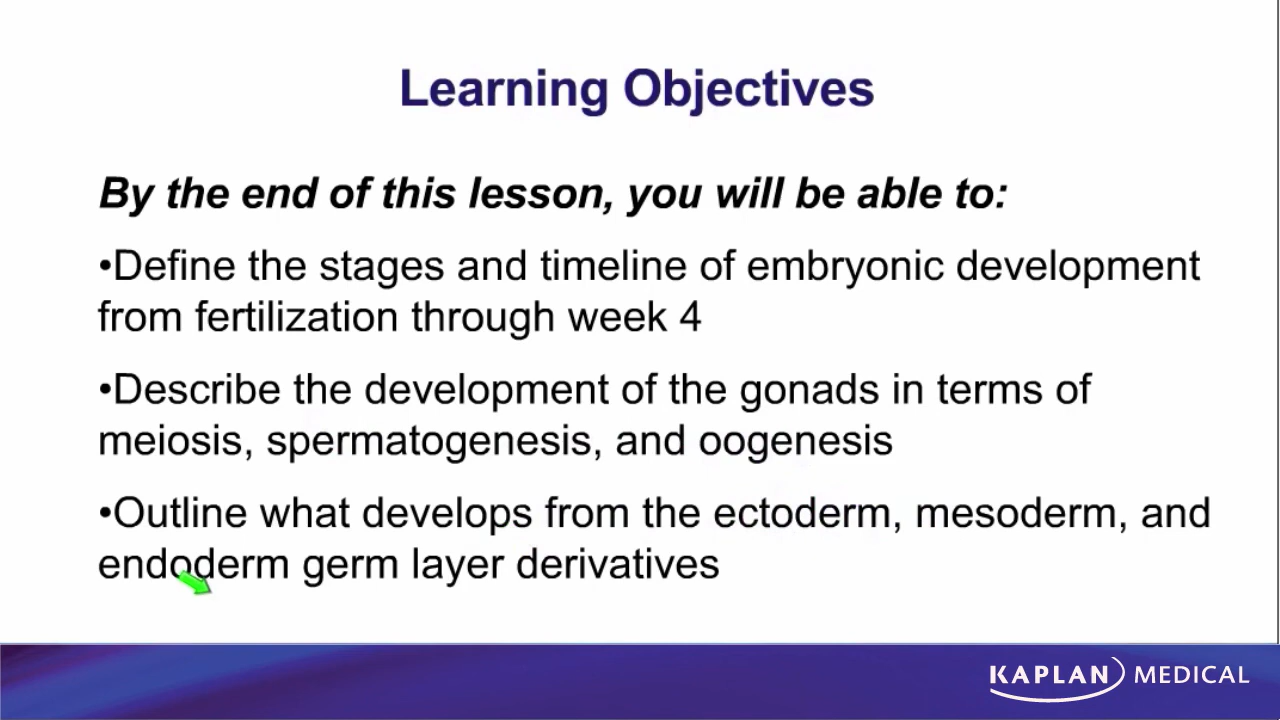 Learning Objectives
By the end of this lesson, you will be able to:
•Define the stages and timeline of embryonic development
from fertilization through week 4
•Describe the development of the gonads in terms of
meiosis, spermatogenesis, and oogenesis
•Outline what develops from the ectoderm, mesoderm, and
endoderm germ layer derivatives
KAPLAN MEDICAL